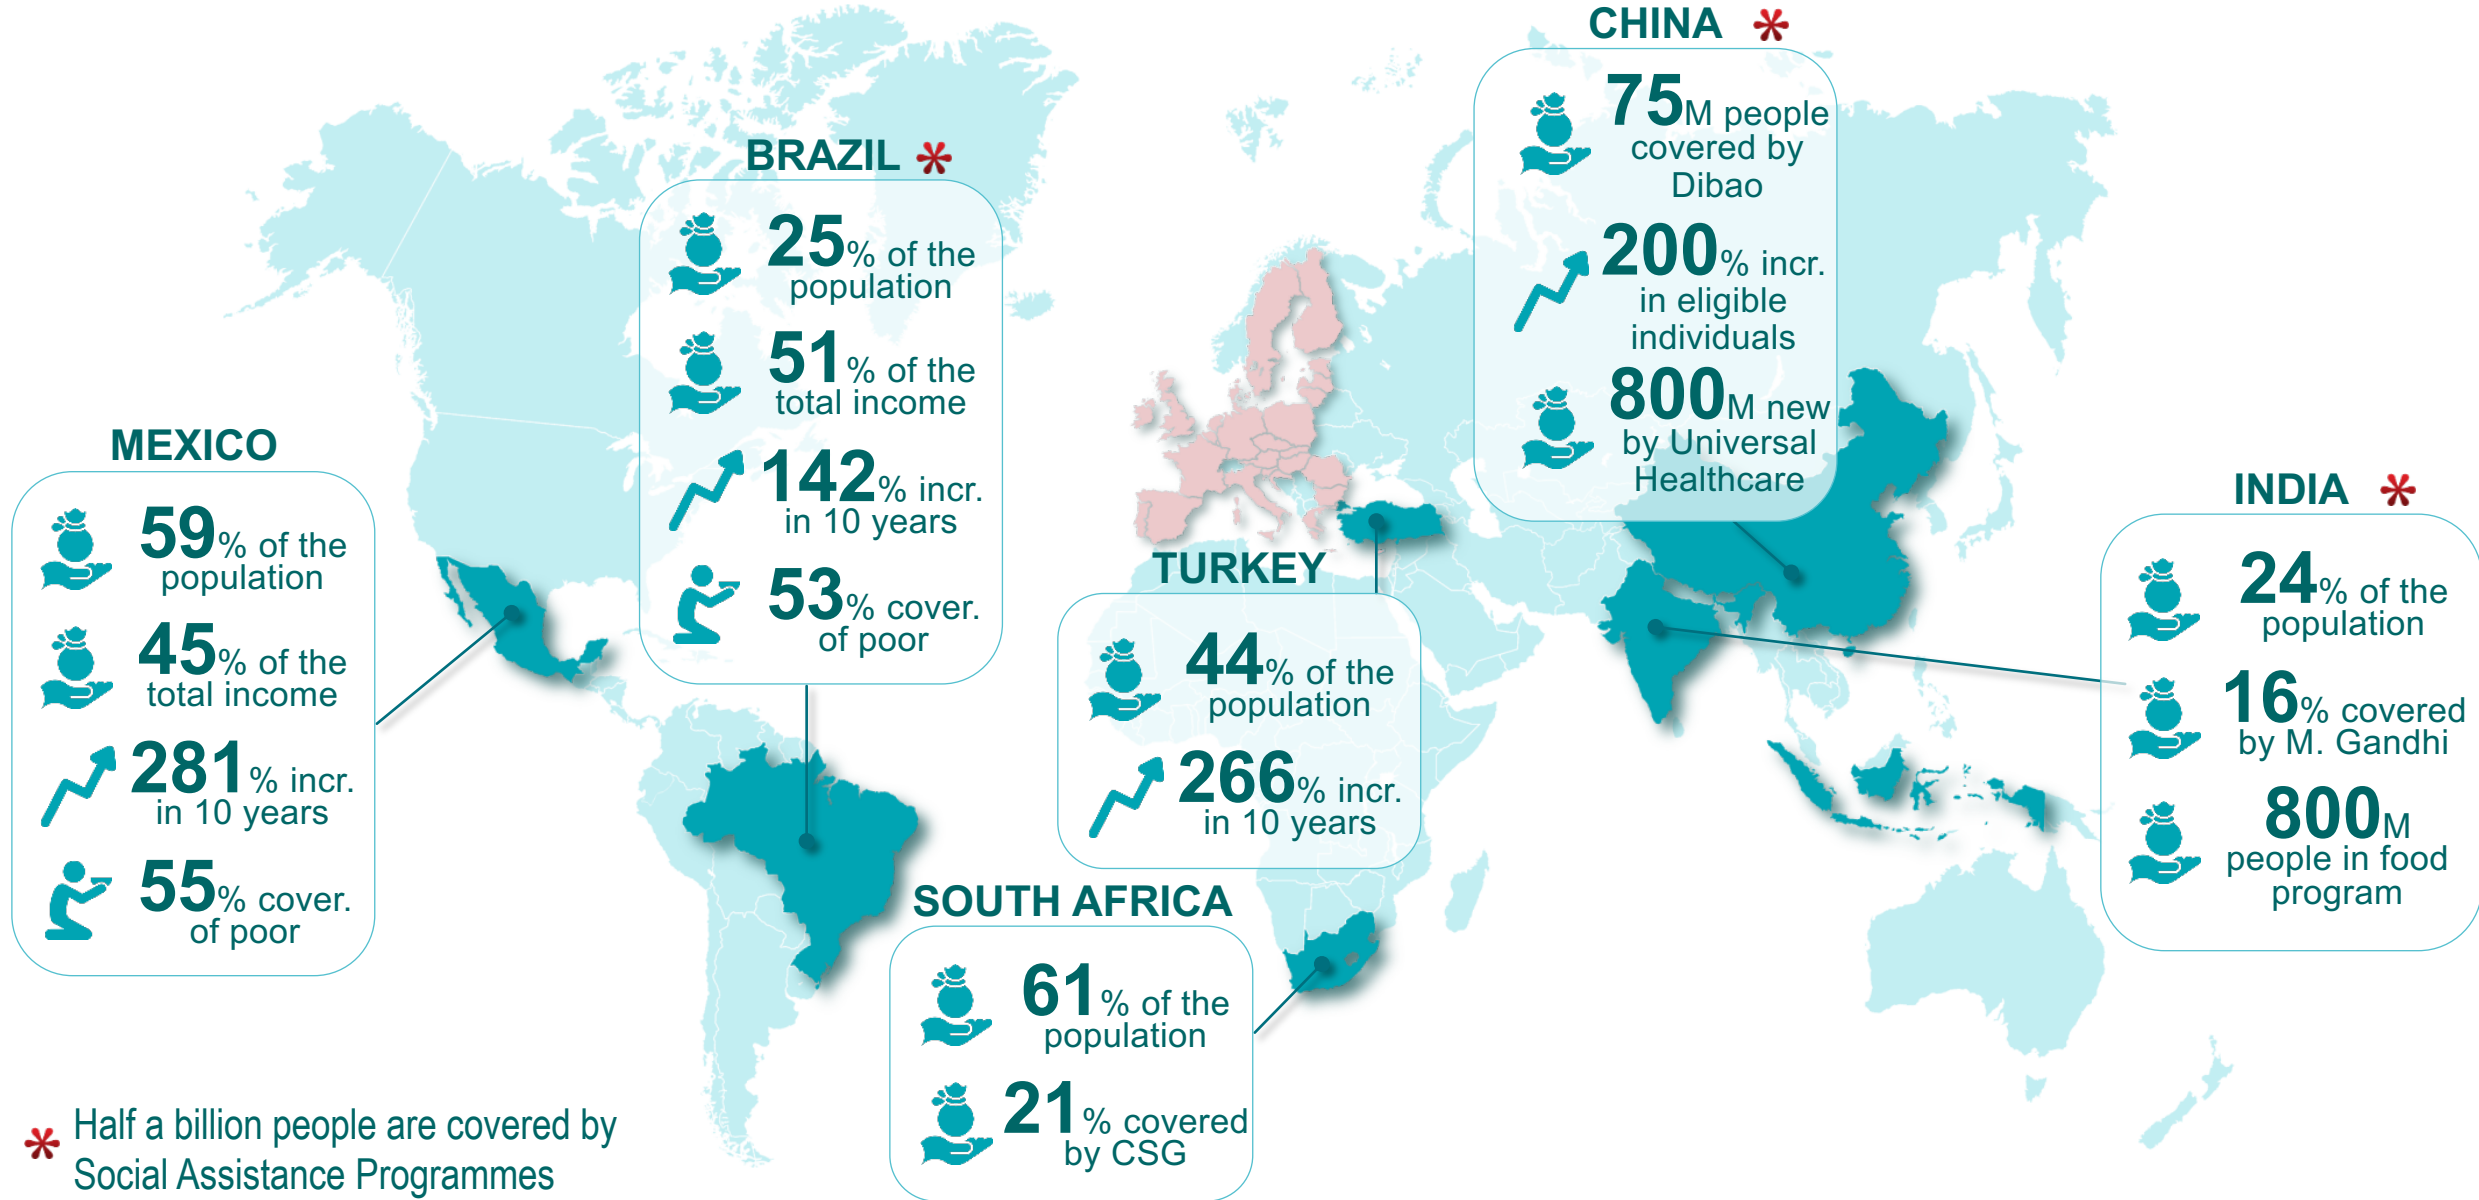 CHINA *
75M people
covered by
Dibao
200% incr.
in eligible
individuals
800M new
by Universal
Healthcare
BRAZIL *
25% of the
population
51% of the
total income
142% incr.
in 10 years
53% cover.
of poor
MEXICO
59% of the
population
45% of the
total income
281% incr.
in 10 years
55% cover.
of poor
INDIA *
24% of the
population
16% covered
by M. Gandhi
800M
people in food
program
TURKEY
44% of the
population
266% incr.
in 10 years
SOUTH AFRICA
61% of the
population
21% covered
by CSG
* Half a billion people are covered by
Social Assistance Programmes